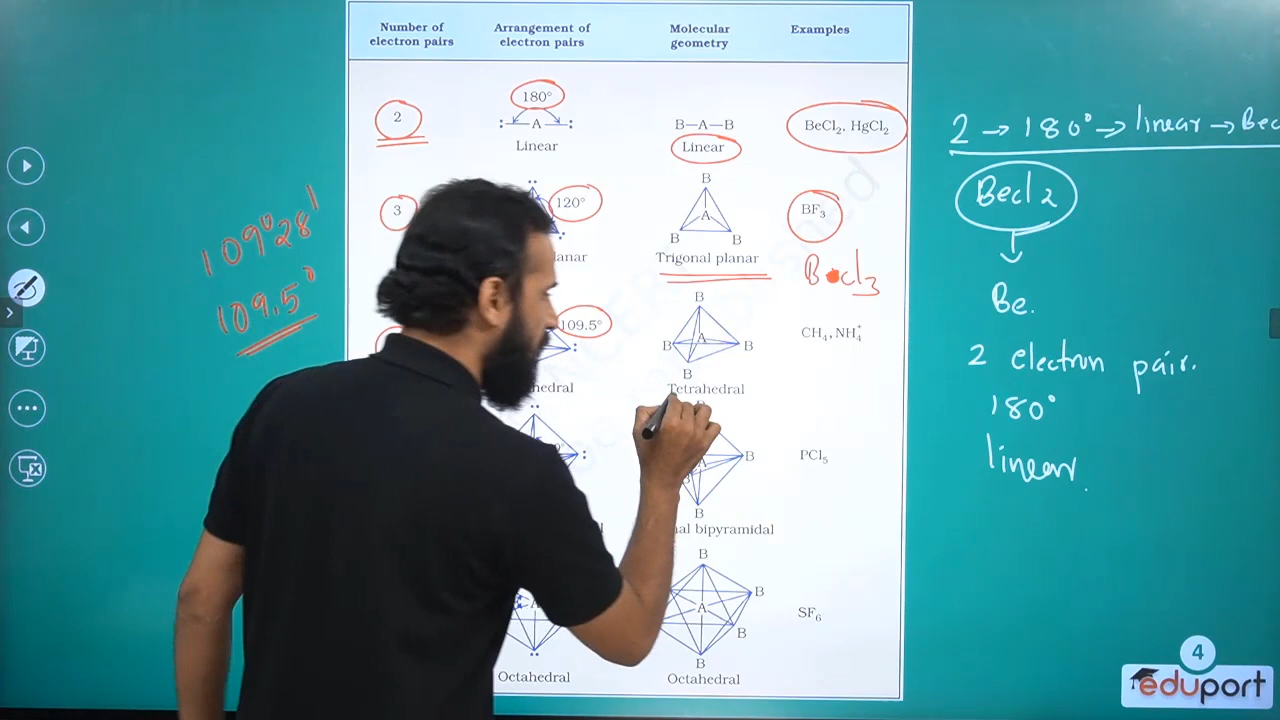 Number of electron pairs
Arrangement of electron pairs
Molecular geometry
Examples
2
180°
: A :
Linear
B—A—B
Linear
BeCl2, HgCl2
3
120°
anar
B
A
B B
Trigonal planar
BF3
Bcl3
109.5°
hedral
B
A
B B
B
Tetrahedral
CH4, NH4+
B
A
B
B
nal bipyramidal
PCl5
A
Octahedral
B
B
A
B
B
Octahedral
SF6
109°28'
109.5°
2 → 180° → linear → Bec
Becl2
Be.
2 electron pair.
180°
linear.
4
eduport